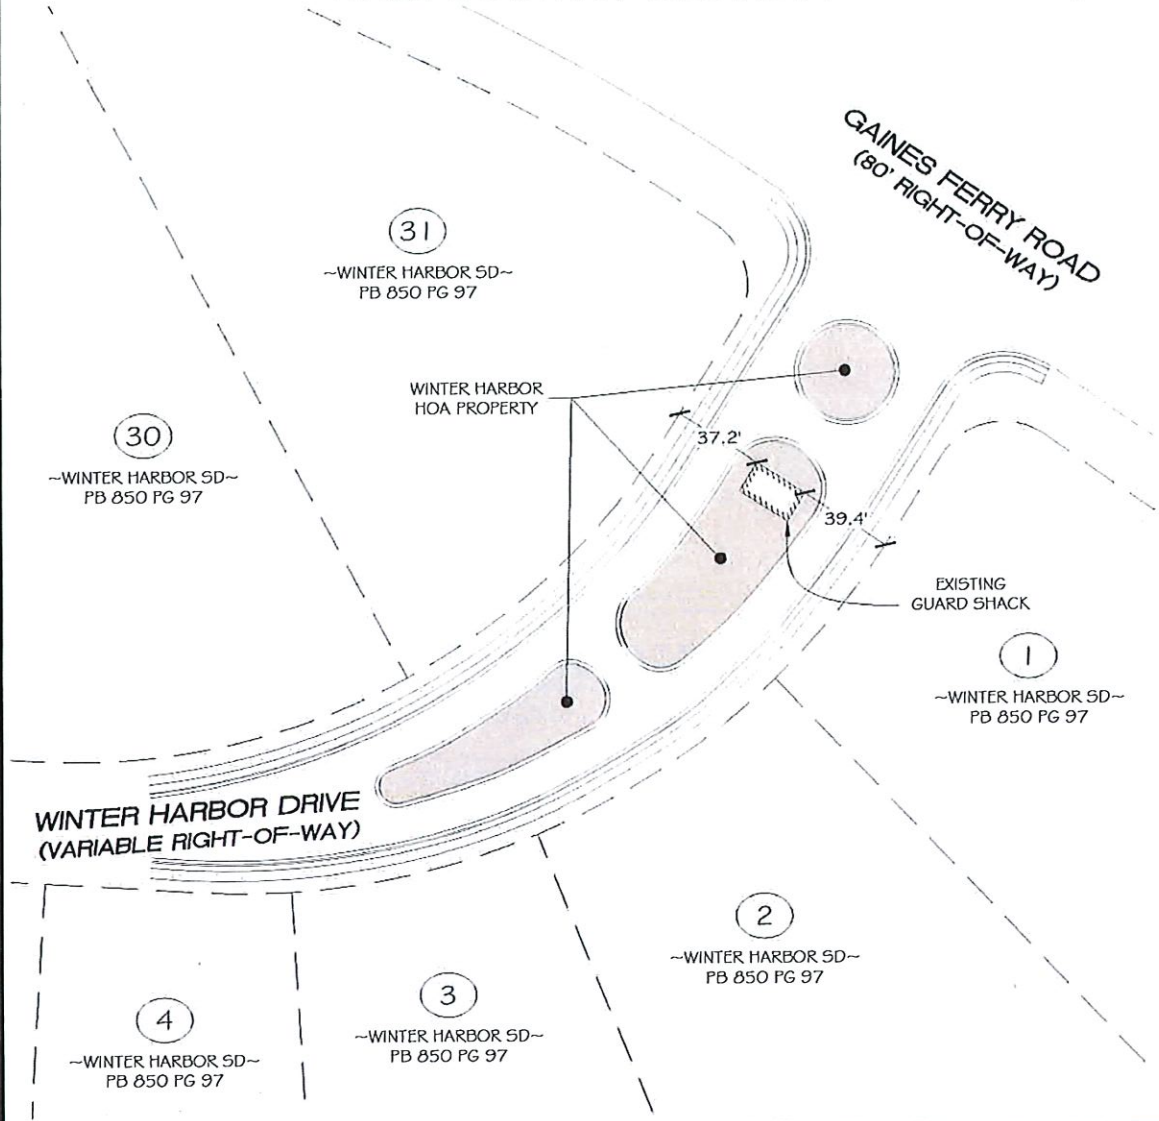 GAINES FERRY ROAD
(80' RIGHT-OF-WAY)
31
~WINTER HARBOR SD~
PB 850 PG 97
WINTER HARBOR
HOA PROPERTY
30
~WINTER HARBOR SD~
PB 850 PG 97
37.2'
39.4'
EXISTING
GUARD SHACK
1
~WINTER HARBOR SD~
PB 850 PG 97
WINTER HARBOR DRIVE
(VARIABLE RIGHT-OF-WAY)
2
~WINTER HARBOR SD~
PB 850 PG 97
3
~WINTER HARBOR SD~
PB 850 PG 97
4
~WINTER HARBOR SD~
PB 850 PG 97